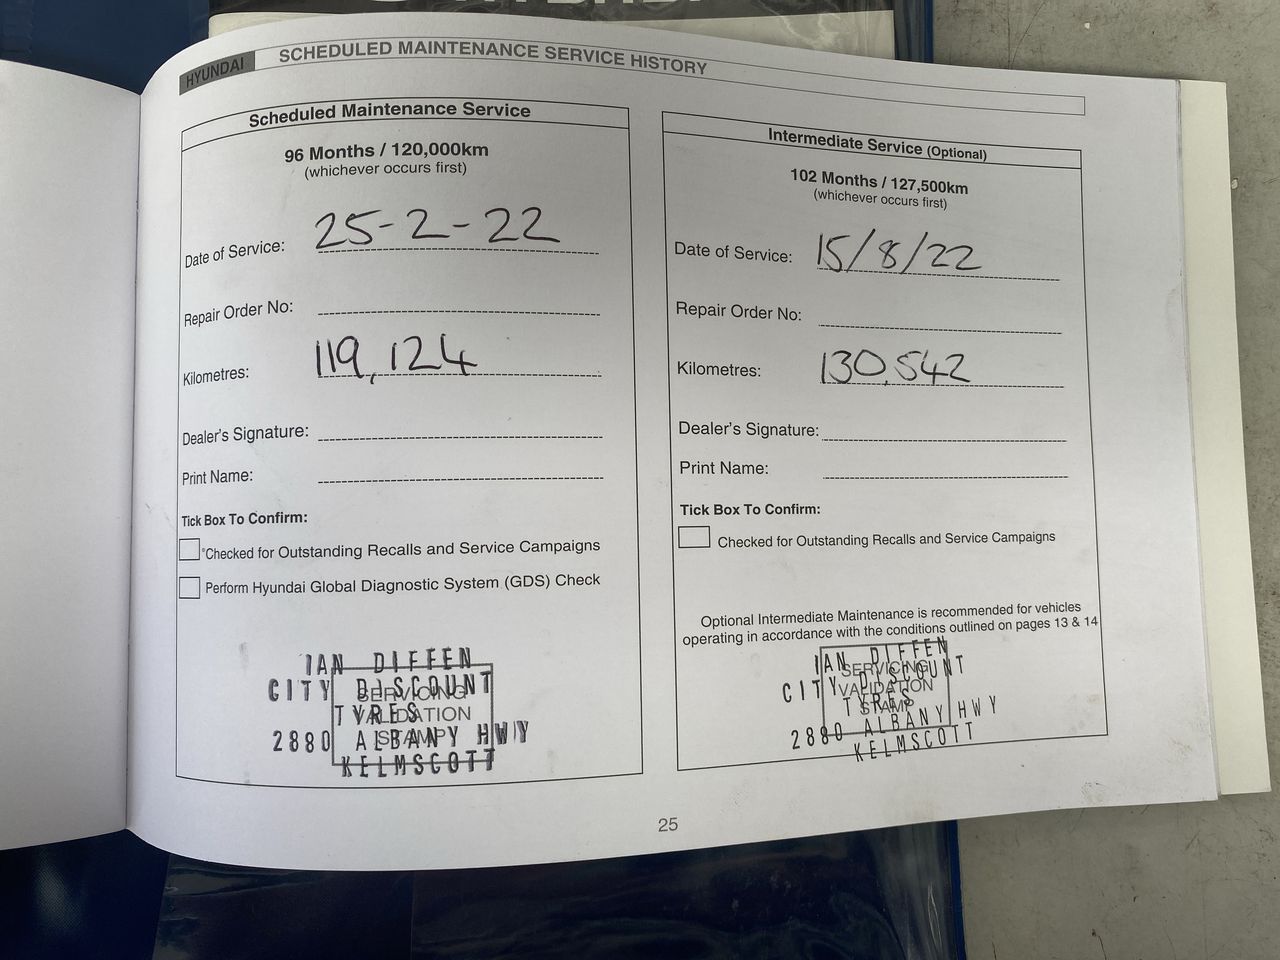 HYUNDAI
SCHEDULED MAINTENANCE SERVICE HISTORY
Scheduled Maintenance Service
96 Months / 120,000km
(whichever occurs first)
Date of Service: 25-2-22
Repair Order No:
Kilometres: 119,124
Dealer's Signature:
Print Name:
Tick Box To Confirm:
Checked for Outstanding Recalls and Service Campaigns
Perform Hyundai Global Diagnostic System (GDS) Check
SERVICING
VALIDATION
STAMP
IAN DIFFEN
CITY DISCOUNT
TYRES
2880 ALBANY HWY
KELMSCOTT
Intermediate Service (Optional)
102 Months / 127,500km
(whichever occurs first)
Date of Service: 15/8/22
Repair Order No:
Kilometres: 130,542
Dealer's Signature:
Print Name:
Tick Box To Confirm:
Checked for Outstanding Recalls and Service Campaigns
Optional Intermediate Maintenance is recommended for vehicles
operating in accordance with the conditions outlined on pages 13 & 14
SERVICING
VALIDATION
STAMP
IAN DIFFEN
CITY DISCOUNT
TYRES
2880 ALBANY HWY
KELMSCOTT
25